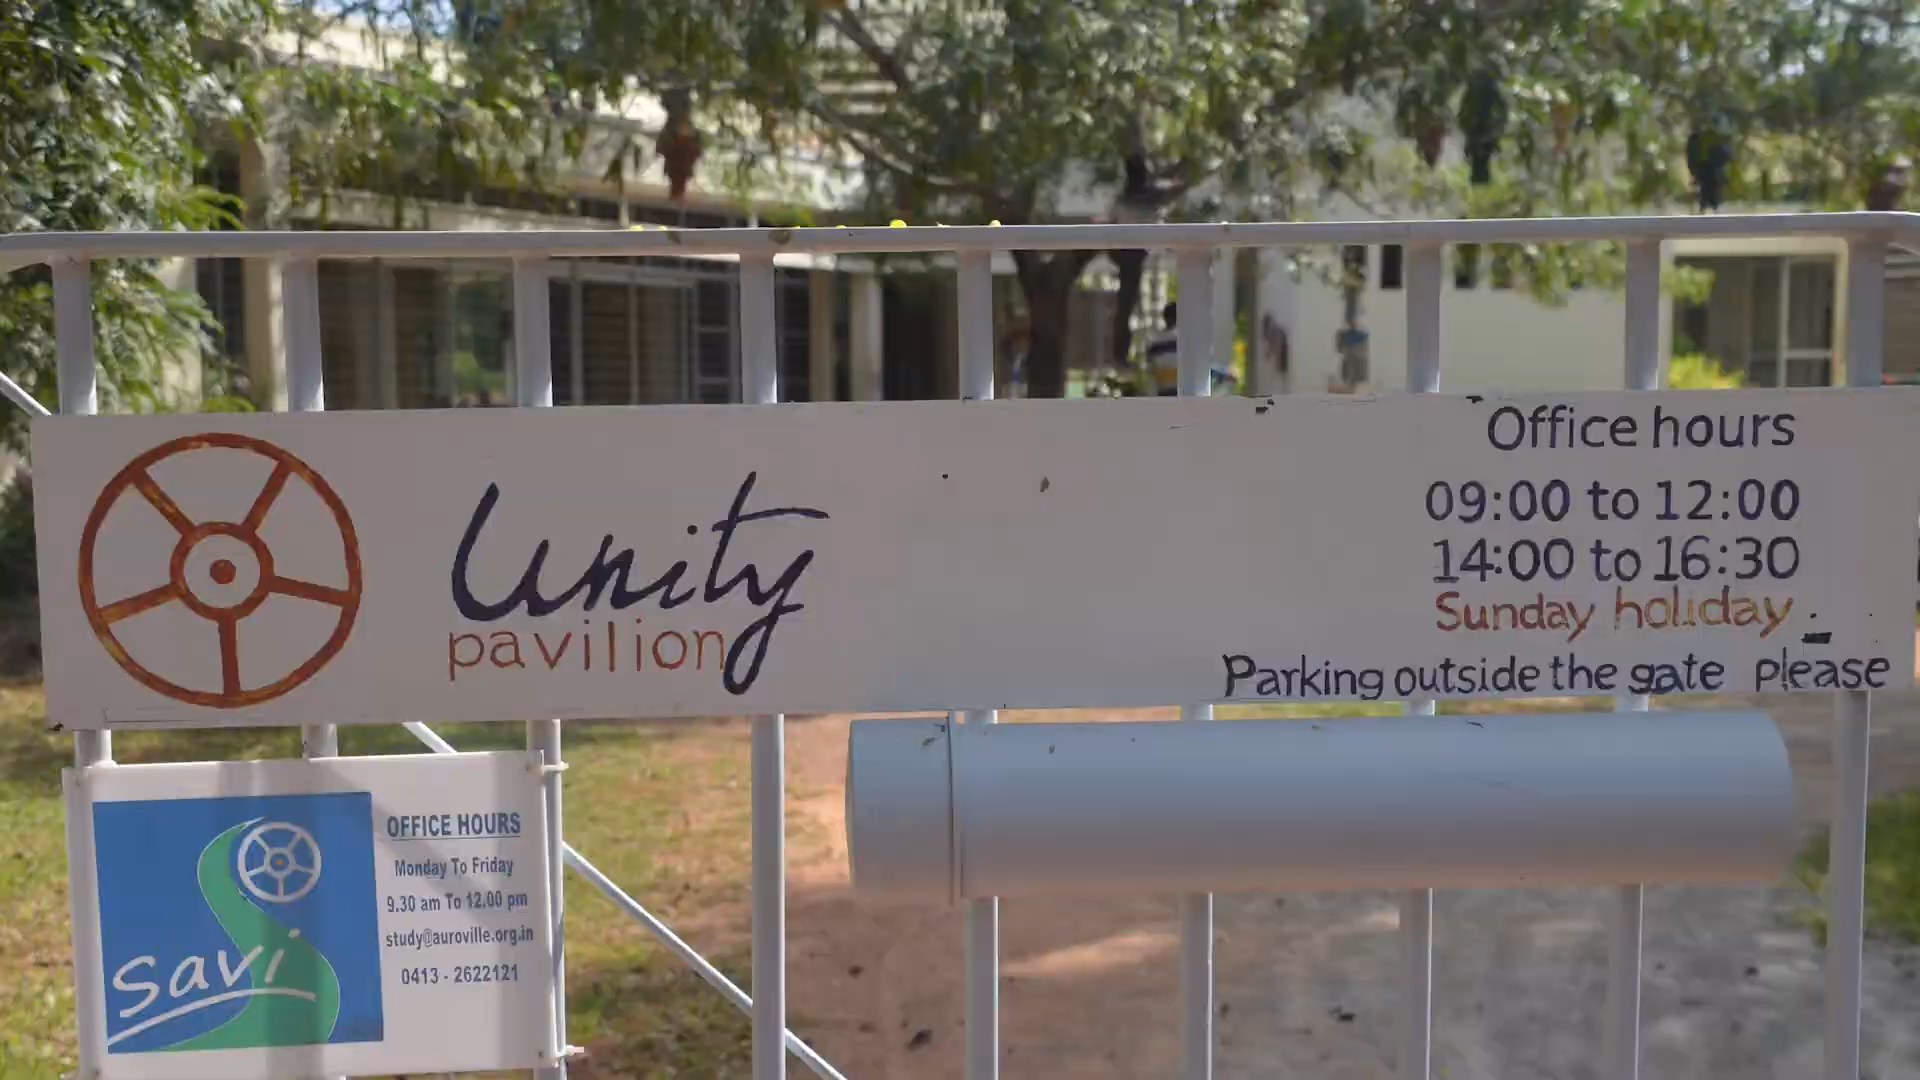 Unity
pavilion
Office hours
09:00 to 12:00
14:00 to 16:30
Sunday holiday.
Parking outside the gate please
savi
OFFICE HOURS
Monday To Friday
9.30 am To 12.00 pm
study@auroville.org.in
0413 - 2622121